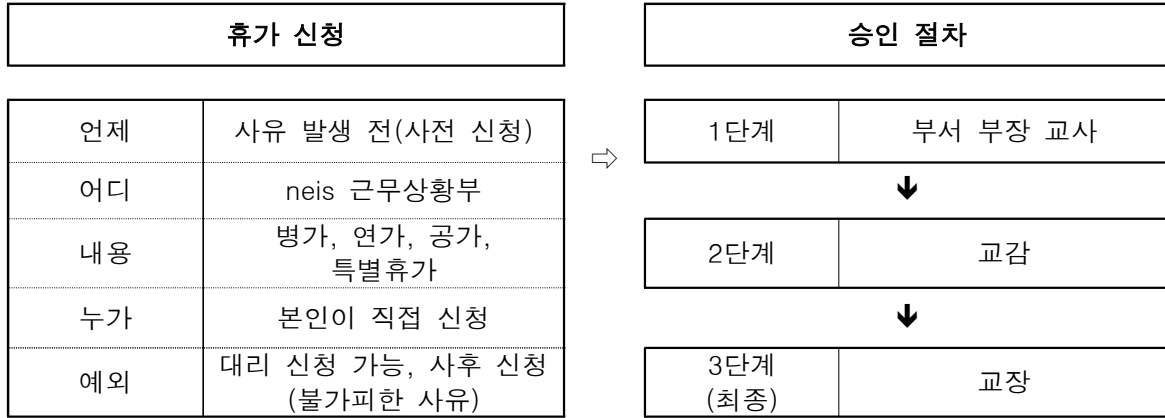 휴가 신청
언제 사유 발생 전(사전 신청)
어디 neis 근무상황부
내용 병가, 연가, 공가,
특별휴가
누가 본인이 직접 신청
예외 대리 신청 가능, 사후 신청
(불가피한 사유)
⇨
승인 절차
1단계 부서 부장 교사
🡻
2단계 교감
🡻
3단계
(최종) 교장